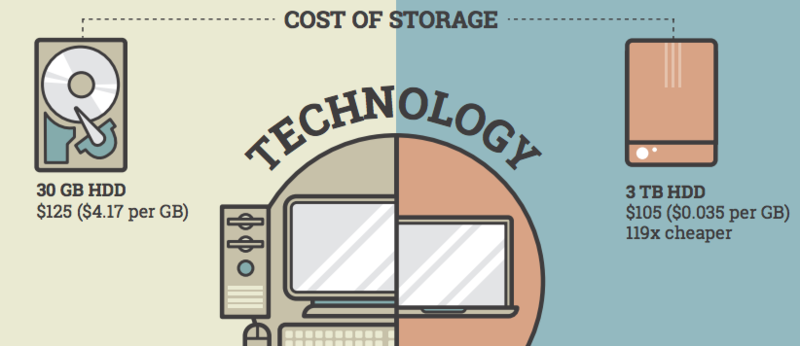 COST OF STORAGE
TECHNOLOGY
30 GB HDD
$125 ($4.17 per GB)
3 TB HDD
$105 ($0.035 per GB)
119x cheaper